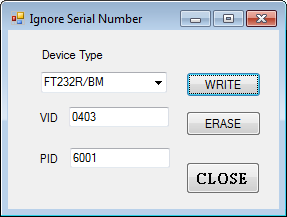 Ignore Serial Number
Device Type
FT232R/BM
WRITE
VID 0403
ERASE
PID 6001
CLOSE